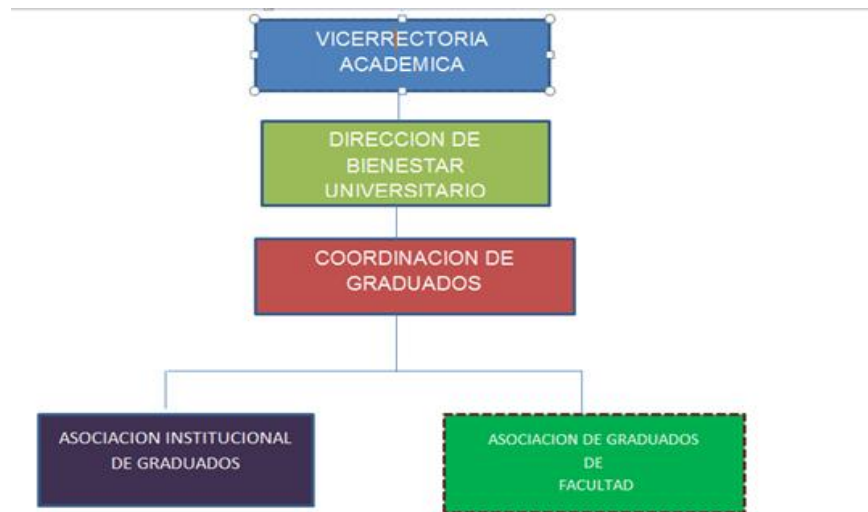 VICERRECTORIA
ACADEMICA
DIRECCION DE
BIENESTAR
UNIVERSITARIO
COORDINACION DE
GRADUADOS
ASOCIACION INSTITUCIONAL
DE GRADUADOS
ASOCIACION DE GRADUADOS
DE
FACULTAD